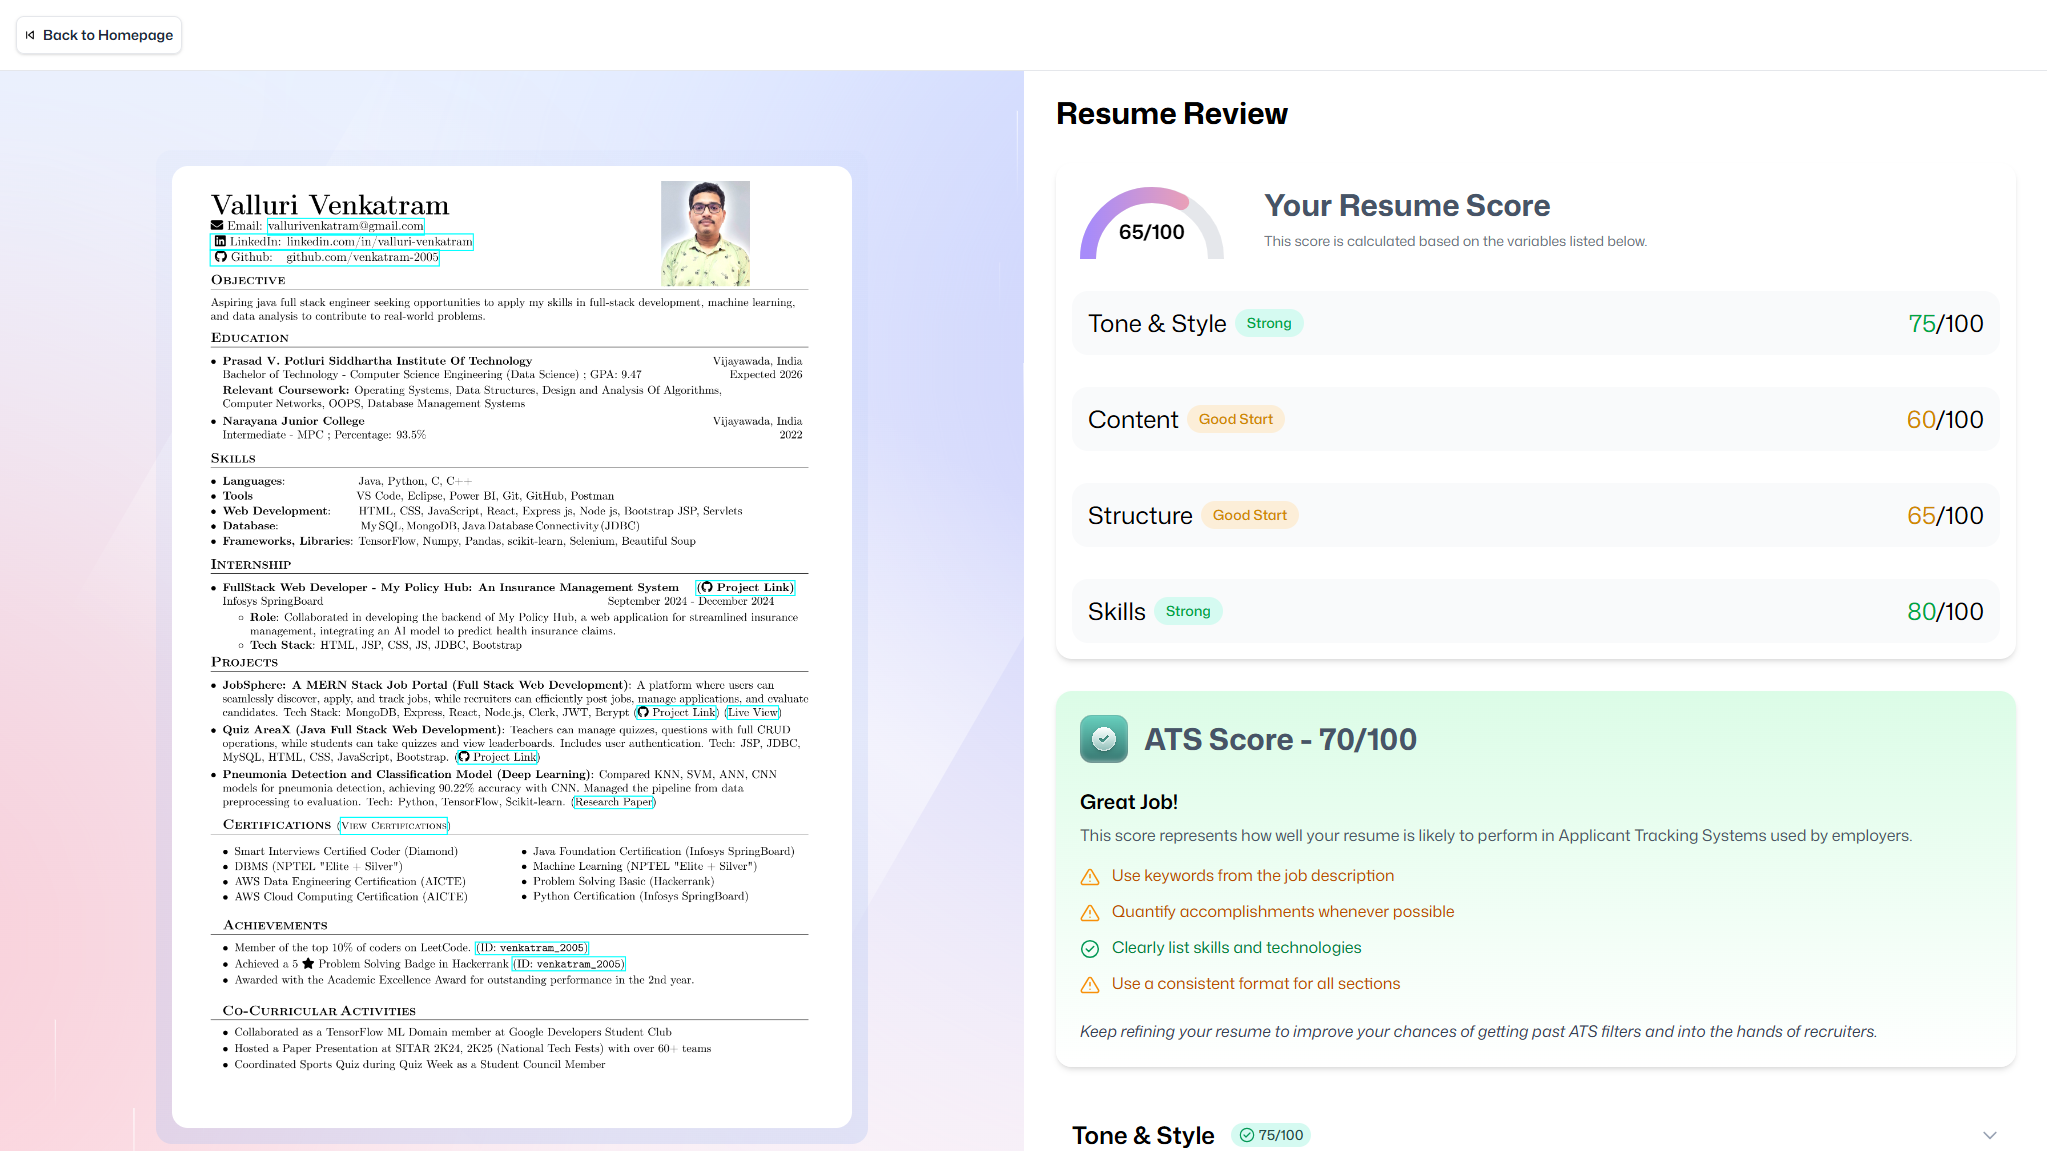 Back to Homepage
Valluri Venkatram
Email: vallurivenkatram@gmail.com
LinkedIn: linkedin.com/in/valluri-venkatram
Github: github.com/venkatram-2005
Objective
Aspiring java full stack engineer seeking opportunities to apply my skills in full-stack development, machine learning,
and data analysis to contribute to real-world problems.
Education
• Prasad V. Potluri Siddhartha Institute Of Technology Vijayawada, India
Bachelor of Technology - Computer Science Engineering (Data Science) ; GPA: 9.47 Expected 2026
Relevant Coursework: Operating Systems, Data Structures, Design and Analysis Of Algorithms,
Computer Networks, OOPS, Database Management Systems
• Narayana Junior College Vijayawada, India
Intermediate - MPC ; Percentage: 93.5% 2022
Skills
• Languages: Java, Python, C, C++
• Tools VS Code, Eclipse, Power BI, Git, GitHub, Postman
• Web Development: HTML, CSS, JavaScript, React, Express js, Node js, Bootstrap JSP, Servlets
• Database: MySQL, MongoDB, Java Database Connectivity (JDBC)
• Frameworks, Libraries: TensorFlow, Numpy, Pandas, scikit-learn, Selenium, Beautiful Soup
Internship
• FullStack Web Developer - My Policy Hub: An Insurance Management System (Project Link)
Infosys SpringBoard September 2024 - December 2024
◦ Role: Collaborated in developing the backend of My Policy Hub, a web application for streamlined insurance
management, integrating an AI model to predict health insurance claims.
◦ Tech Stack: HTML, JSP, CSS, JS, JDBC, Bootstrap
Projects
• JobSphere: A MERN Stack Job Portal (Full Stack Web Development): A platform where users can
seamlessly discover, apply, and track jobs, while recruiters can efficiently post jobs, manage applications, and evaluate
candidates. Tech Stack: MongoDB, Express, React, Node.js, Clerk, JWT, Bcrypt (Project Link) (Live View)
• Quiz AreaX (Java Full Stack Web Development): Teachers can manage quizzes, questions with full CRUD
operations, while students can take quizzes and view leaderboards. Includes user authentication. Tech: JSP, JDBC,
MySQL, HTML, CSS, JavaScript, Bootstrap. (Project Link)
• Pneumonia Detection and Classification Model (Deep Learning): Compared KNN, SVM, ANN, CNN
models for pneumonia detection, achieving 90.22% accuracy with CNN. Managed the pipeline from data
preprocessing to evaluation. Tech: Python, TensorFlow, Scikit-learn. (Research Paper)
Certifications (View Certifications)
• Smart Interviews Certified Coder (Diamond)
• DBMS (NPTEL "Elite + Silver")
• AWS Data Engineering Certification (AICTE)
• AWS Cloud Computing Certification (AICTE)
• Java Foundation Certification (Infosys SpringBoard)
• Machine Learning (NPTEL "Elite + Silver")
• Problem Solving Basic (Hackerrank)
• Python Certification (Infosys SpringBoard)
Achievements
• Member of the top 10% of coders on LeetCode. (ID: venkatram_2005)
• Achieved a 5 ★ Problem Solving Badge in Hackerrank (ID: venkatram_2005)
• Awarded with the Academic Excellence Award for outstanding performance in the 2nd year.
Co-Curricular Activities
• Collaborated as a TensorFlow ML Domain member at Google Developers Student Club
• Hosted a Paper Presentation at SITAR 2K24, 2K25 (National Tech Fests) with over 60+ teams
• Coordinated Sports Quiz during Quiz Week as a Student Council Member
Resume Review
65/100
Your Resume Score
This score is calculated based on the variables listed below.
Tone & Style Strong 75/100
Content Good Start 60/100
Structure Good Start 65/100
Skills Strong 80/100
ATS Score - 70/100
Great Job!
This score represents how well your resume is likely to perform in Applicant Tracking Systems used by employers.
Use keywords from the job description
Quantify accomplishments whenever possible
Clearly list skills and technologies
Use a consistent format for all sections
Keep refining your resume to improve your chances of getting past ATS filters and into the hands of recruiters.
Tone & Style 75/100